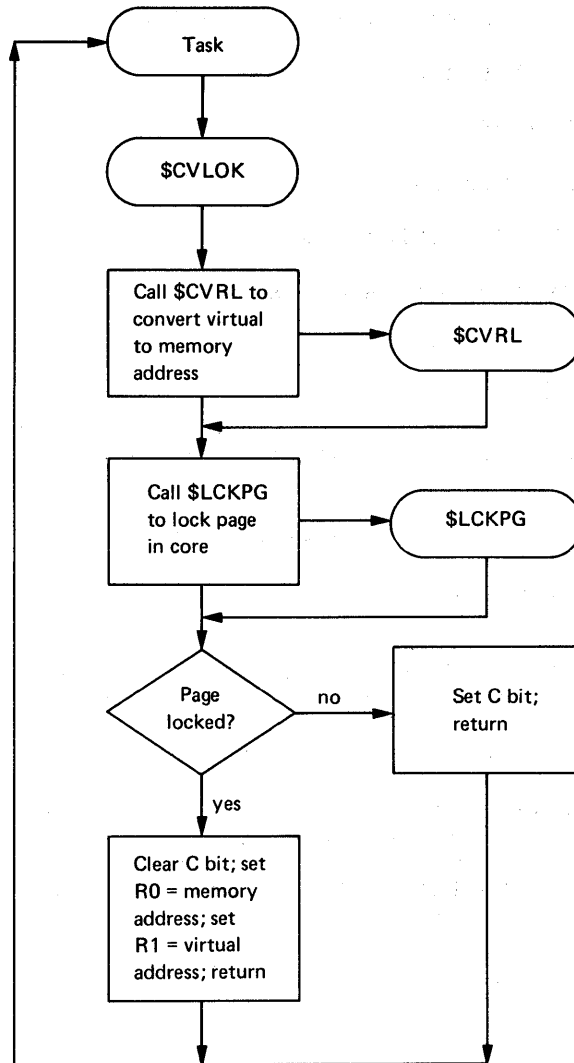 Task
$CVLOK
Call $CVRL to
convert virtual
to memory
address
$CVRL
Call $LCKPG
to lock page
in core
$LCKPG
Page
locked?
no
Set C bit;
return
yes
Clear C bit; set
R0 = memory
address; set
R1 = virtual
address; return